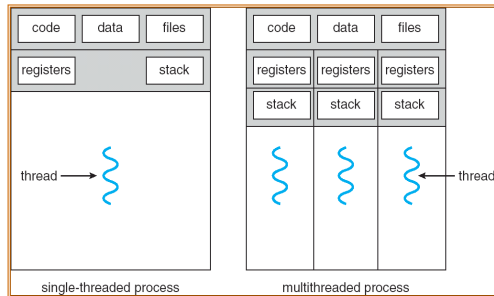 code data files
registers stack
thread
single-threaded process
code data files
registers registers registers
stack stack stack
thread
multithreaded process